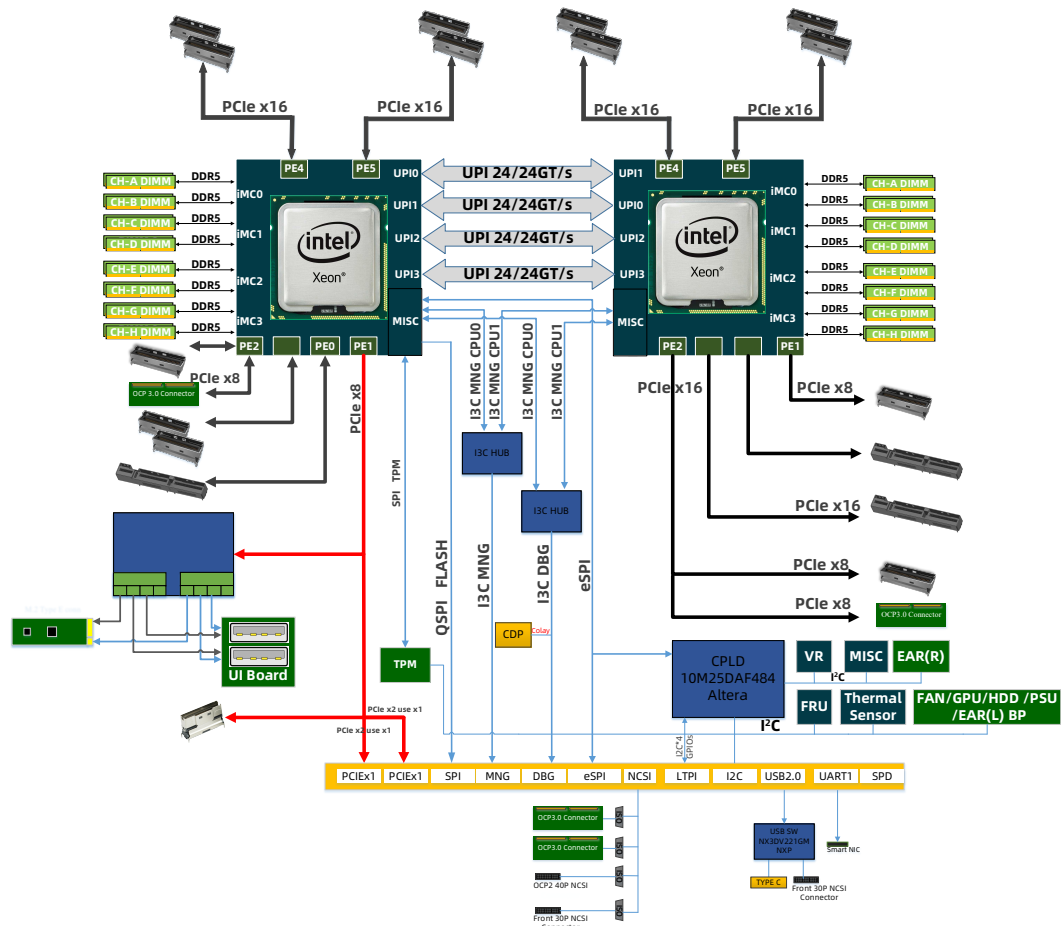 PCIe x16
PCIe x16
PCIe x16
PCIe x16
PE4
PE5
PE4
PE5
CH-A DIMM
CH-B DIMM
CH-C DIMM
CH-D DIMM
CH-E DIMM
CH-F DIMM
CH-G DIMM
CH-H DIMM
DDR5
DDR5
DDR5
DDR5
DDR5
DDR5
DDR5
DDR5
iMC0
iMC1
iMC2
iMC3
intel
Xeon®
UPI0
UPI1
UPI2
UPI3
MISC
UPI 24/24GT/s
UPI 24/24GT/s
UPI 24/24GT/s
UPI 24/24GT/s
UPI1
UPI0
UPI2
UPI3
MISC
intel
Xeon®
iMC0
iMC1
iMC2
iMC3
DDR5
DDR5
DDR5
DDR5
DDR5
DDR5
DDR5
DDR5
CH-A DIMM
CH-B DIMM
CH-C DIMM
CH-D DIMM
CH-E DIMM
CH-F DIMM
CH-G DIMM
CH-H DIMM
PE2
PE0
PE1
PE2
PE1
PCIe x8
OCP 3.0 Connector
PCIe x8
SPI TPM
QSPI FLASH
I3C MNG CPU0
I3C MNG CPU1
I3C MNG CPU0
I3C MNG CPU1
I3C HUB
I3C HUB
I3C MNG
I3C DBG
eSPI
PCIe x16
PCIe x8
PCIe x16
PCIe x8
PCIe x8
OCP3.0 Connector
UI Board
CDP
Colay
TPM
CPLD
10M25DAF484
Altera
VR
MISC
EAR(R)
I²C
FRU
Thermal
Sensor
FAN/GPU/HDD /PSU
/EAR(L) BP
I²C
I2C*4
GPIOs
PCIe x2 use x1
PCIe x2 use x1
PCIEx1
PCIEx1
SPI
MNG
DBG
eSPI
NCSI
LTPI
I2C
USB2.0
UART1
SPD
OCP3.0 Connector
ISO
OCP3.0 Connector
ISO
OCP2 40P NCSI
ISO
Front 30P NCSI
Connector
ISO
USB SW
NX3DV221GM
NXP
TYPE C
Front 30P NCSI
Connector
Smart NIC